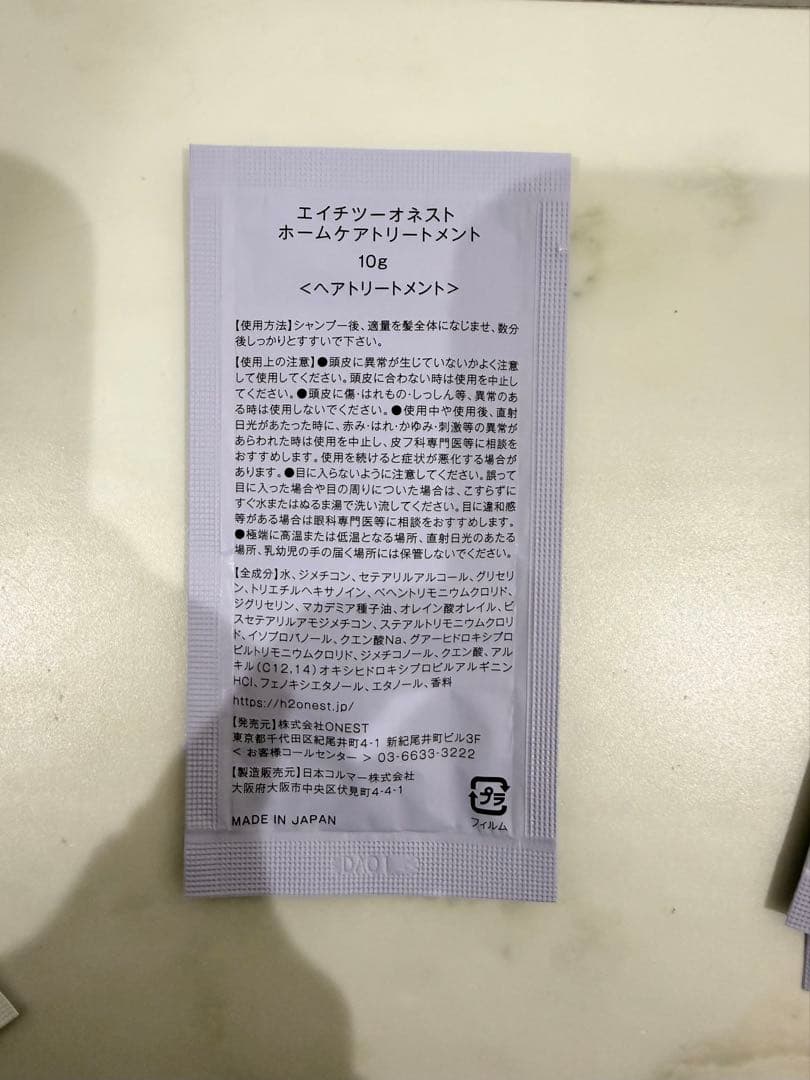 エイチツーオネスト
ホームケアトリートメント
10g
<ヘアトリートメント>
【使用方法】シャンプー後、適量を髪全体になじませ、数分
後しっかりとすすいで下さい。
【使用上の注意】●頭皮に異常が生じていないかよく注意
して使用してください。頭皮に合わない時は使用を中止し
てください。●頭皮に傷・はれもの・しっしん等、異常のあ
る時は使用しないでください。●使用中や使用後、直射
日光があたった時に、赤み・はれ・かゆみ・刺激等の異常が
あらわれた時は使用を中止し、皮フ科専門医等に相談を
おすすめします。使用を続けると症状が悪化する場合が
あります。●目に入らないように注意してください。誤って
目に入った場合や目の周りについた場合は、こすらずに
すぐ水またはぬるま湯で洗い流してください。目に違和感
等がある場合は眼科専門医等に相談をおすすめします。
●極端に高温または低温となる場所、直射日光のあたる
場所、乳幼児の手の届く場所には保管しないでください。
【全成分】水、ジメチコン、セテアリルアルコール、グリセリ
ン、トリエチルヘキサノイン、ベヘントリモニウムクロリド、
ジグリセリン、マカデミア種子油、オレイン酸オレイル、ビ
スセテアリルアモジメチコン、ステアルトリモニウムクロリ
ド、イソプロパノール、クエン酸Na、グアーヒドロキシプロ
ピルトリモニウムクロリド、ジメチコノール、クエン酸、アル
キル(C12,14)オキシヒドロキシプロピルアルギニン
HCl、フェノキシエタノール、エタノール、香料
https://h2onest.jp/
【発売元】株式会社ONEST
東京都千代田区紀尾井町4-1 新紀尾井町ビル3F
< お客様コールセンター > 03-6633-3222
【製造販売元】日本コルマー株式会社
大阪府大阪市中央区伏見町4-4-1
プラ
フィルム
MADE IN JAPAN